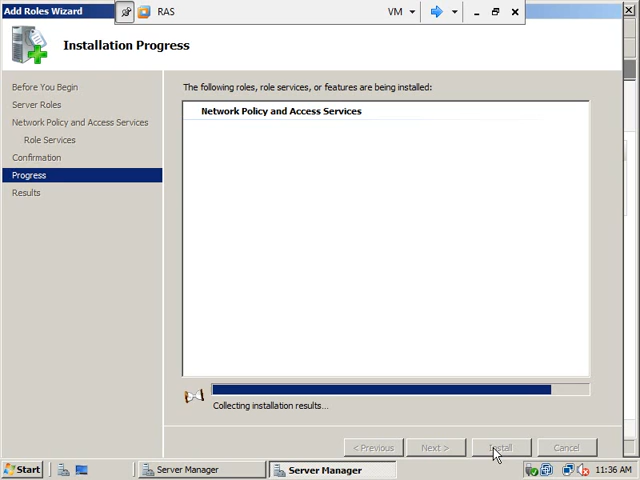 Add Roles Wizard
RAS
VM
Installation Progress
Before You Begin
Server Roles
Network Policy and Access Services
Role Services
Confirmation
Progress
Results
The following roles, role services, or features are being installed:
Network Policy and Access Services
Collecting installation results...
< Previous
Next >
Install
Cancel
Start
Server Manager
Server Manager
11:36 AM